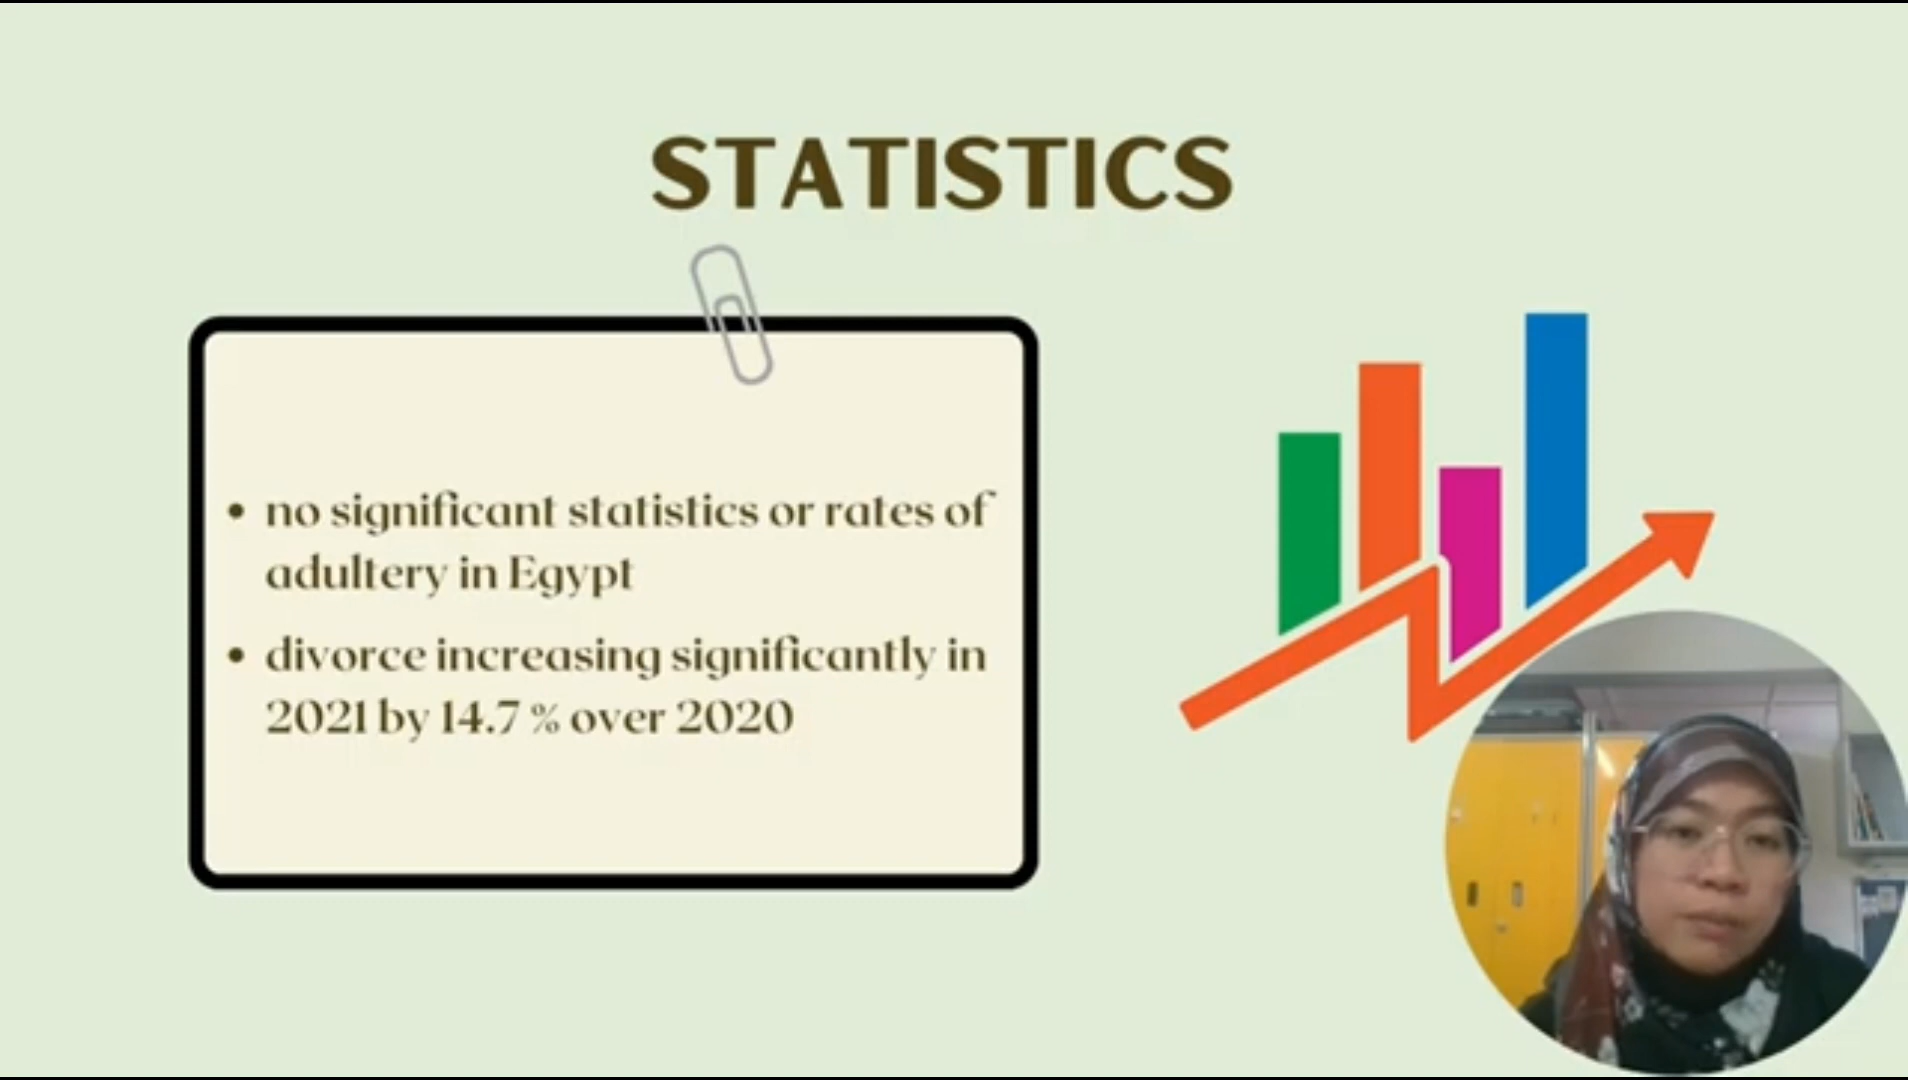 STATISTICS
• no significant statistics or rates of
adultery in Egypt
• divorce increasing significantly in
2021 by 14.7 % over 2020